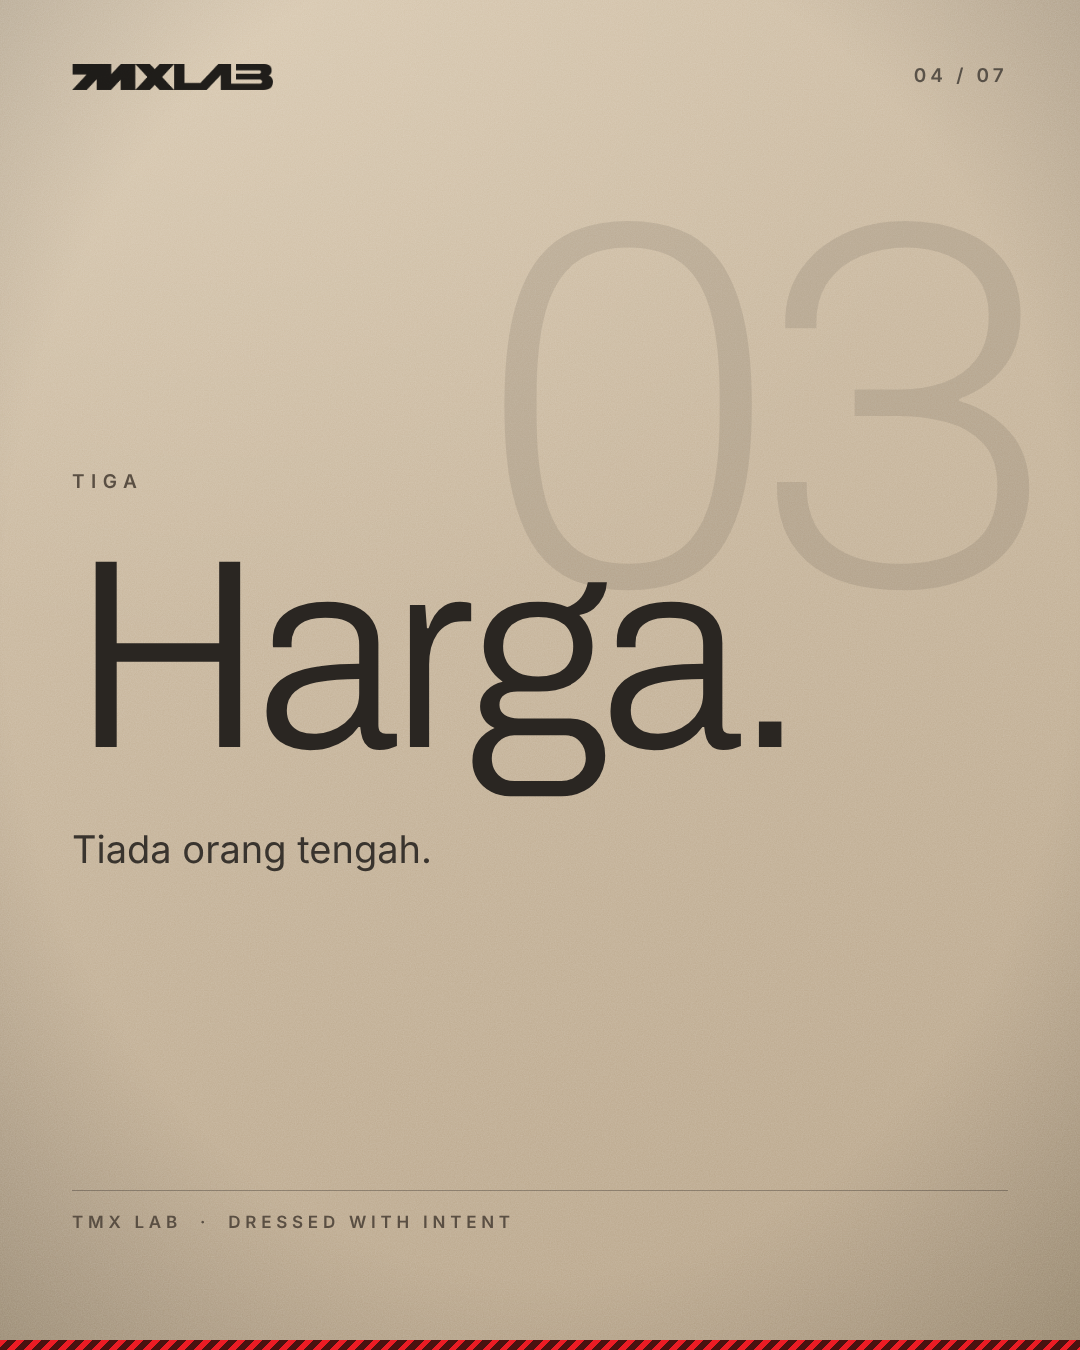 TMXLAB
04 / 07
03
TIGA
Harga.
Tiada orang tengah.
TMX LAB · DRESSED WITH INTENT